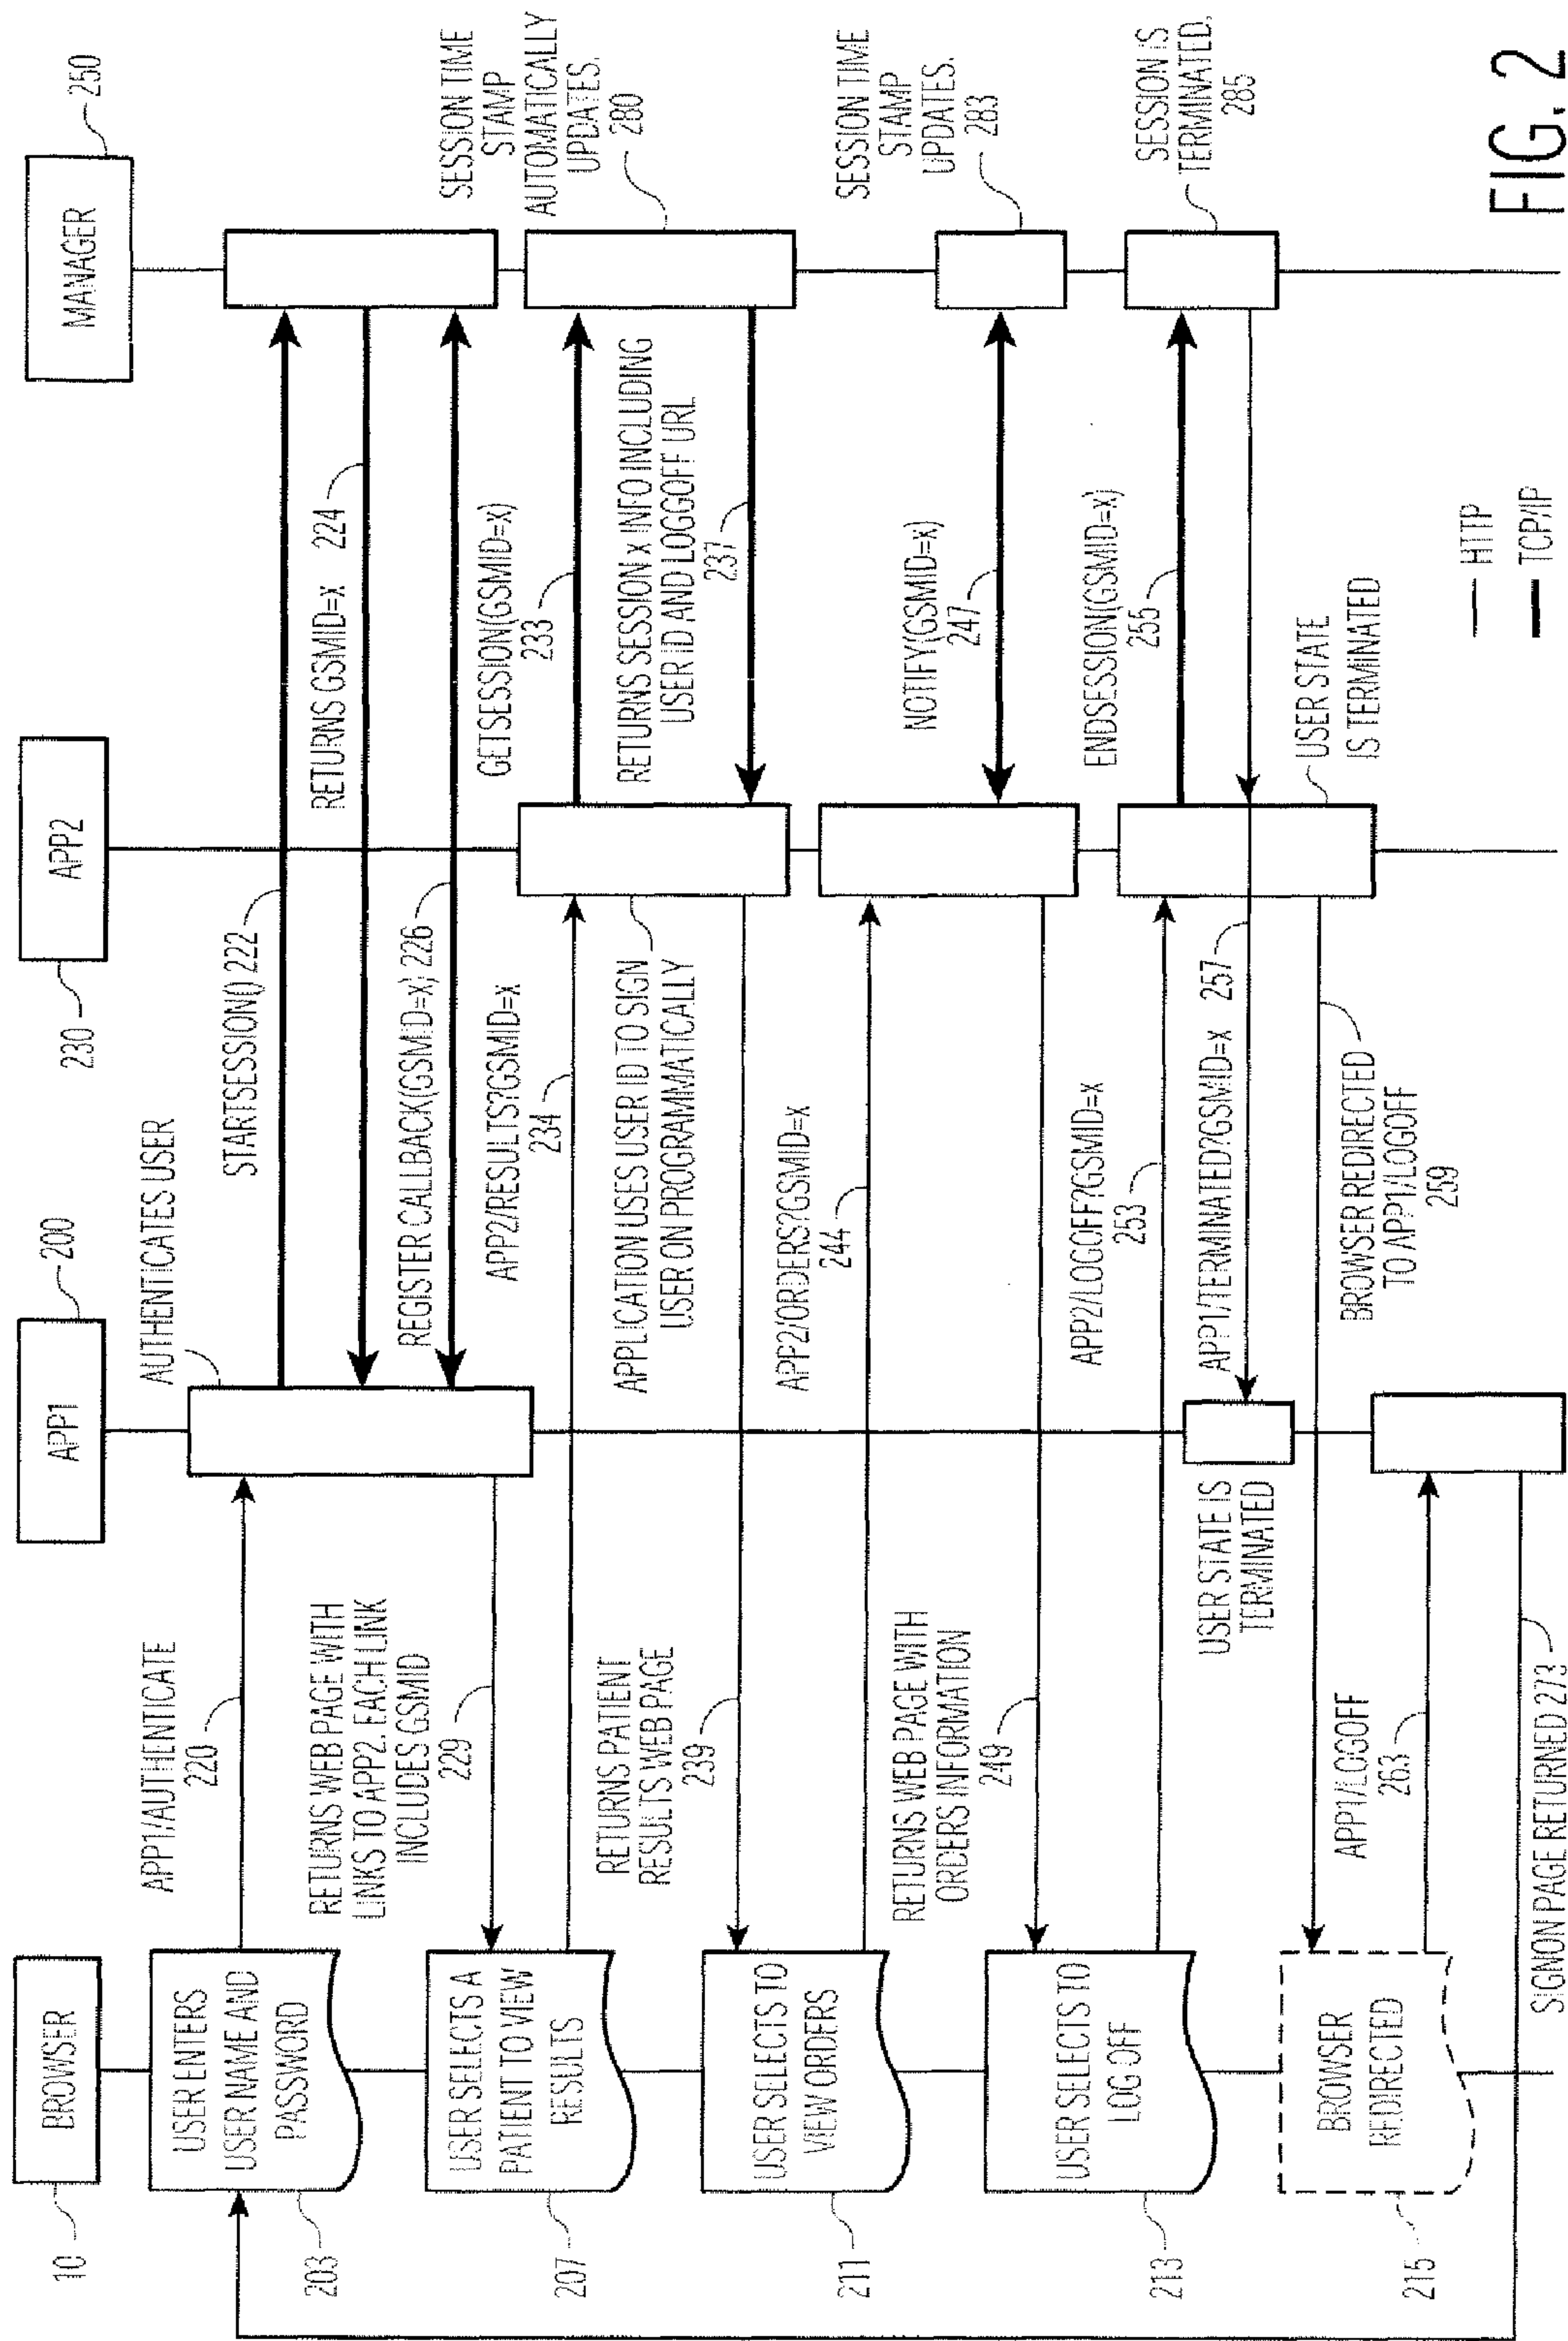 BROWSER
10
APP1
200
APP2
230
MANAGER
250
USER ENTERS
USER NAME AND
PASSWORD
203
APP1/AUTHENTICATE
220
AUTHENTICATES USER
STARTSESSION() 222
RETURNS GSMID=x 224
REGISTER CALLBACK(GSMID=x) 226
RETURNS WEB PAGE WITH
LINKS TO APP2. EACH LINK
INCLUDES GSMID
229
USER SELECTS A
PATIENT TO VIEW
RESULTS
207
APP2/RESULTS?GSMID=x
234
GETSESSION(GSMID=x)
233
SESSION TIME
STAMP
AUTOMATICALLY
UPDATES.
280
RETURNS SESSION x INFO INCLUDING
USER ID AND LOGGOFF URL
237
APPLICATION USES USER ID TO SIGN
USER ON PROGRAMMATICALLY
RETURNS PATIENT
RESULTS WEB PAGE
239
USER SELECTS TO
VIEW ORDERS
211
APP2/ORDERS?GSMID=x
244
NOTIFY(GSMID=x)
247
SESSION TIME
STAMP
UPDATES.
283
RETURNS WEB PAGE WITH
ORDERS INFORMATION
249
USER SELECTS TO
LOG OFF
213
APP2/LOGOFF?GSMID=x
253
ENDSESSION(GSMID=x)
255
SESSION IS
TERMINATED.
285
APP1/TERMINATED?GSMID=x 257
USER STATE IS
TERMINATED
USER STATE
IS TERMINATED
BROWSER REDIRECTED
TO APP1/LOGOFF
259
BROWSER
REDIRECTED
215
APP1/LOGOFF
263
SIGNON PAGE RETURNED 273
HTTP
TCP/IP
FIG. 2